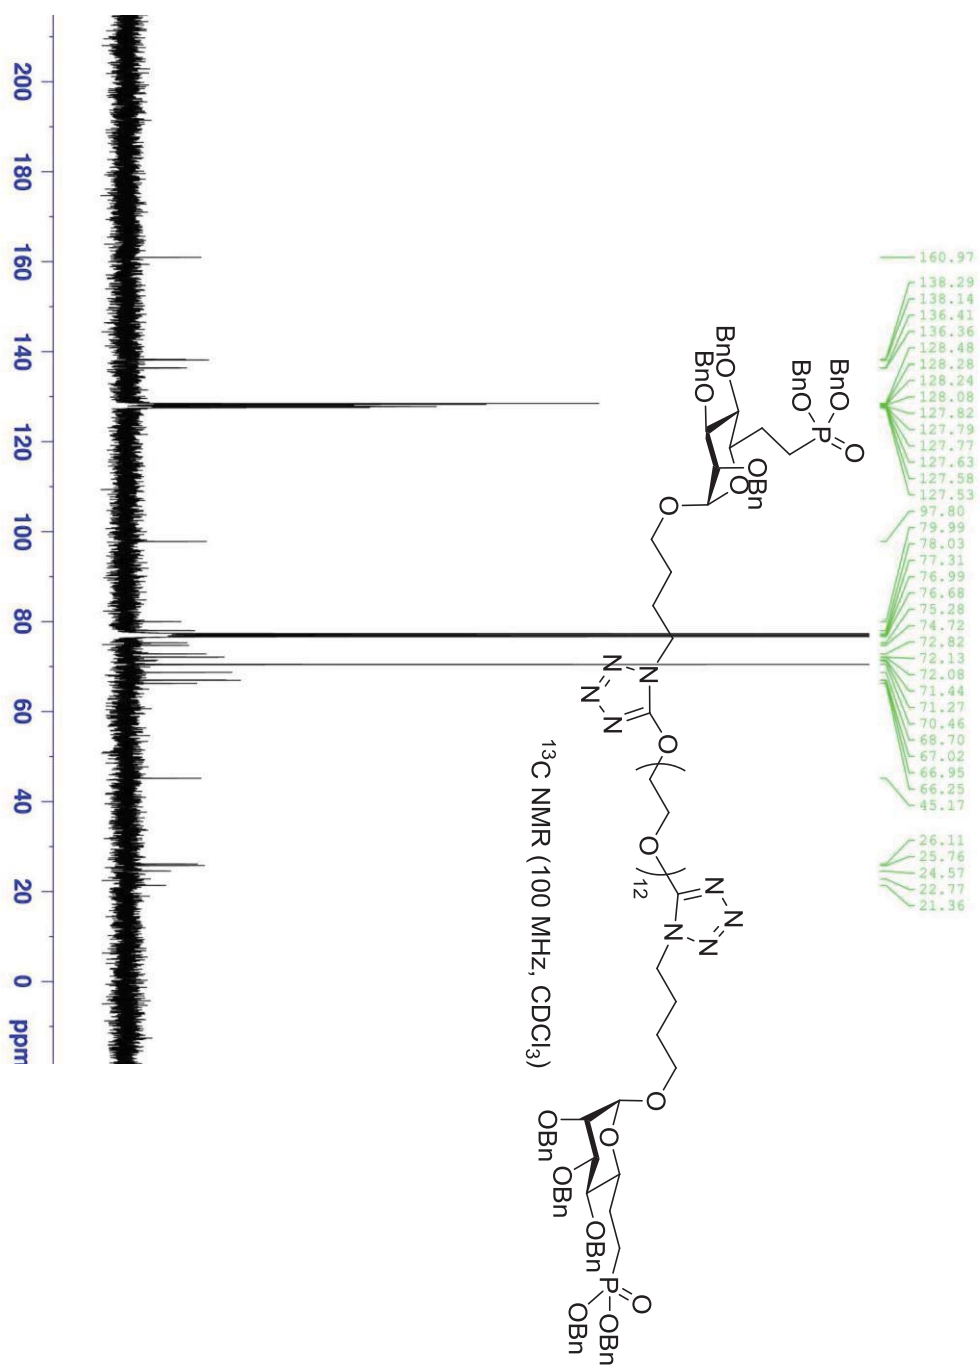 160.97
138.29
138.14
136.41
136.36
128.48
128.28
128.24
128.08
127.82
127.79
127.77
127.63
127.58
127.53
97.80
79.99
78.03
77.31
76.99
76.68
75.28
74.72
72.82
72.13
72.08
71.44
71.27
70.46
68.70
67.02
66.95
66.25
45.17
26.11
25.76
24.57
22.77
21.36
BnO
BnO
P
O
BnO
BnO
OBn
O
O
N
N
N
N
O
O
12
N
N
N
N
O
O
OBn
OBn
OBn
P
O
OBn
OBn
¹³C NMR (100 MHz, CDCl₃)
200
180
160
140
120
100
80
60
40
20
0
ppm